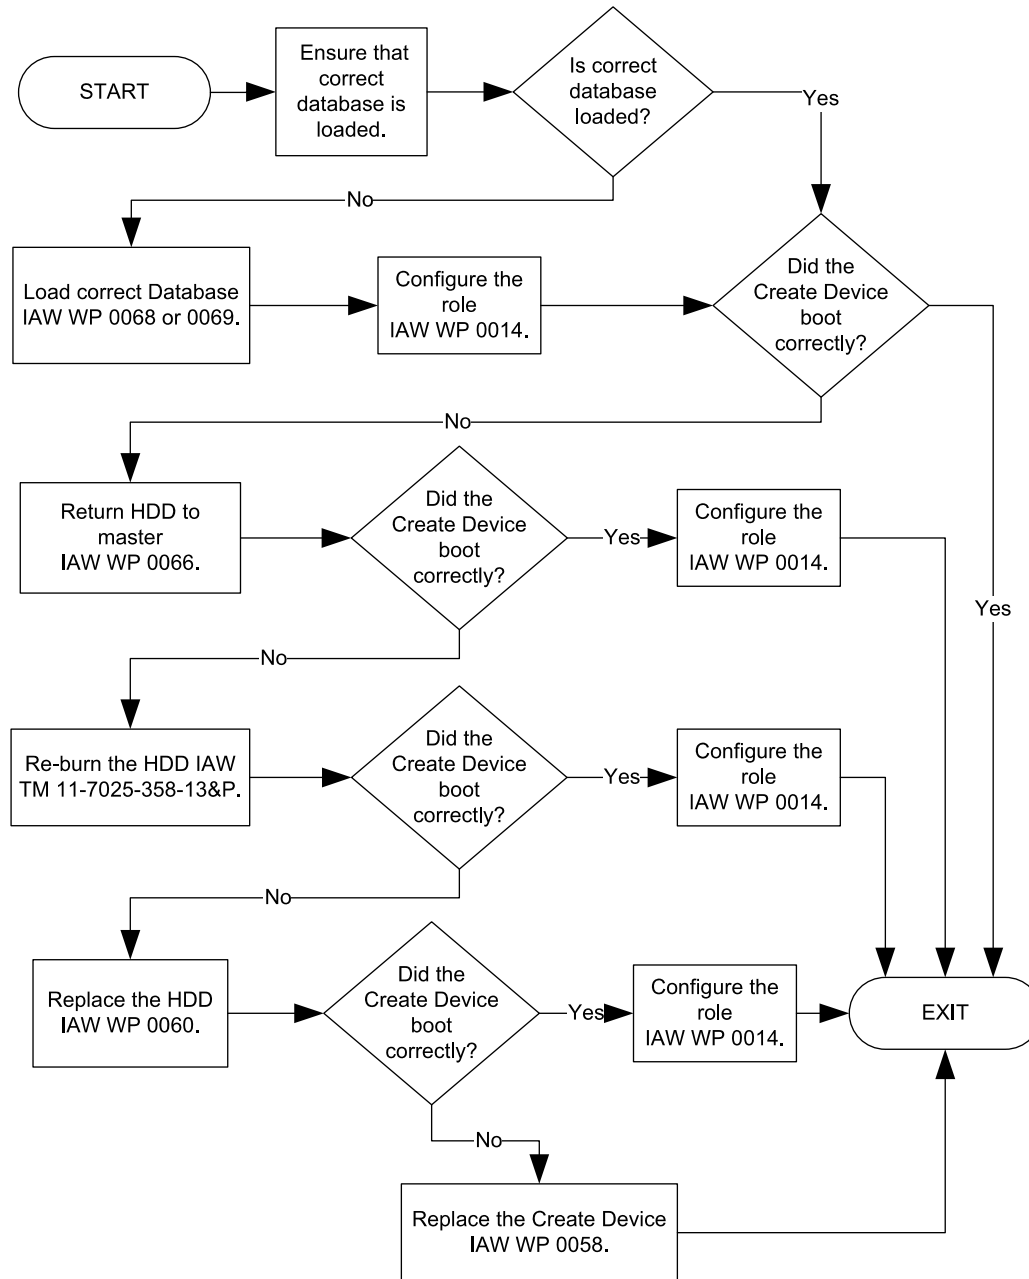 START
Ensure that
correct
database is
loaded.
Is correct
database
loaded?
Yes
No
Load correct Database
IAW WP 0068 or 0069.
Configure the
role
IAW WP 0014.
Did the
Create Device
boot
correctly?
No
Return HDD to
master
IAW WP 0066.
Did the
Create Device
boot
correctly?
Yes
Configure the
role
IAW WP 0014.
Yes
No
Re-burn the HDD IAW
TM 11-7025-358-13&P.
Did the
Create Device
boot
correctly?
Yes
Configure the
role
IAW WP 0014.
No
Replace the HDD
IAW WP 0060.
Did the
Create Device
boot
correctly?
Yes
Configure the
role
IAW WP 0014.
EXIT
No
Replace the Create Device
IAW WP 0058.